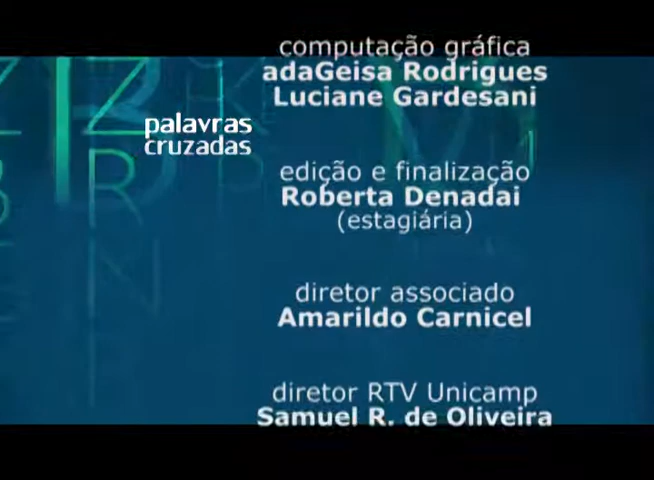 palavras
cruzadas
computação gráfica
adaGeisa Rodrigues
Luciane Gardesani
edição e finalização
Roberta Denadai
(estagiária)
diretor associado
Amarildo Carnicel
diretor RTV Unicamp
Samuel R. de Oliveira